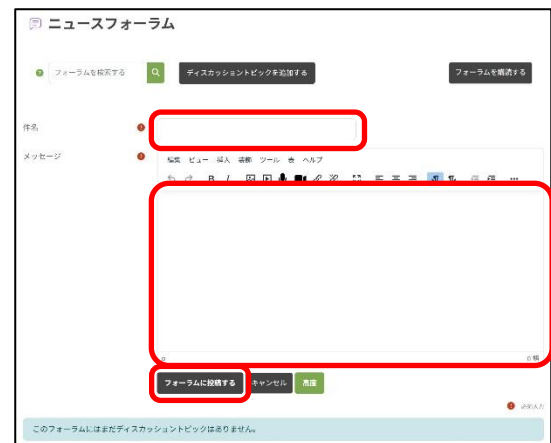 ニュースフォーラム
フォーラムを検索する
ディスカッショントピックを追加する
フォーラムを購読する
件名
メッセージ
編集 ビュー 挿入 装飾 ツール 表 ヘルプ
B I
0 語
フォーラムに投稿する キャンセル 高度
必須入力
このフォーラムにはまだディスカッショントピックはありません。